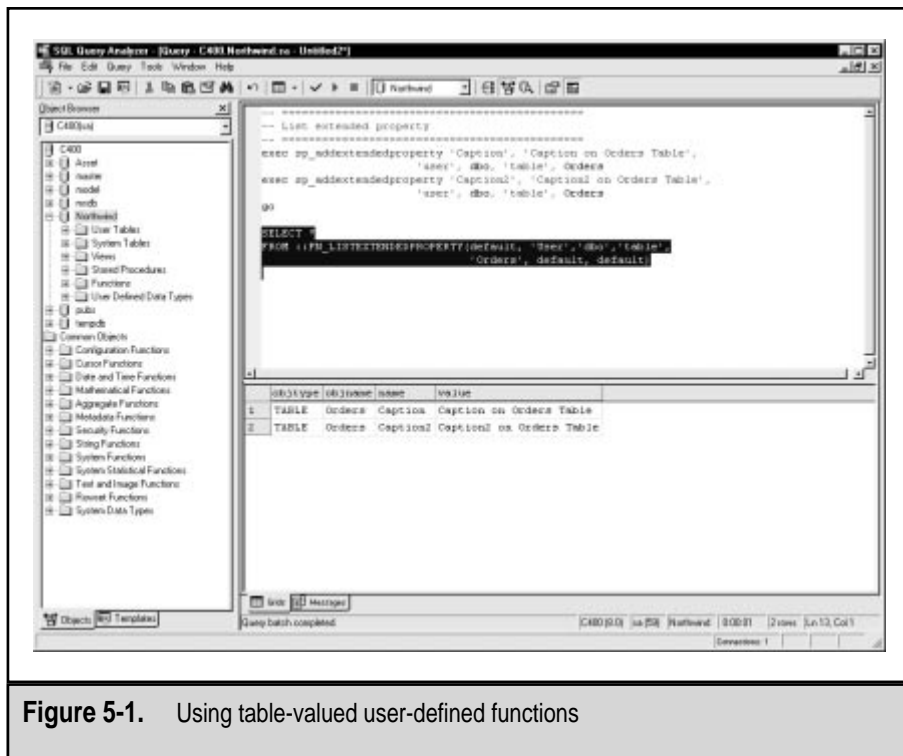 SQL Query Analyzer - [Query - C400.Northwind.sa - Untitled2*]
File Edit Query Tools Window Help
Northwind
Object Browser
C400(sa)
C400
Asset
master
model
msdb
Northwind
User Tables
System Tables
Views
Stored Procedures
Functions
User Defined Data Types
pubs
tempdb
Common Objects
Configuration Functions
Cursor Functions
Date and Time Functions
Mathematical Functions
Aggregate Functions
Metadata Functions
Security Functions
String Functions
System Functions
System Statistical Functions
Text and Image Functions
Rowset Functions
System Data Types
Objects Templates
-- =============================================
-- List extended property
-- =============================================
exec sp_addextendedproperty 'Caption', 'Caption on Orders Table',
'user', dbo, 'table', Orders
exec sp_addextendedproperty 'Caption2', 'Caption2 on Orders Table',
'user', dbo, 'table', Orders
go
SELECT *
FROM ::FN_LISTEXTENDEDPROPERTY(default, 'User','dbo','table',
'Orders', default, default)
objtype objname name value
1 TABLE Orders Caption Caption on Orders Table
2 TABLE Orders Caption2 Caption2 on Orders Table
Grids Messages
Query batch completed. C400 (8.0) sa (59) Northwind 0:00:01 2 rows Ln 13, Col 1
Connections: 1
Figure 5-1. Using table-valued user-defined functions